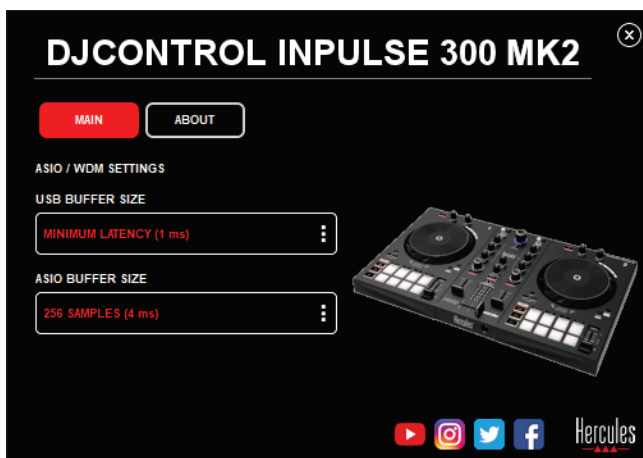 DJCONTROL INPULSE 300 MK2
MAIN
ABOUT
ASIO / WDM SETTINGS
USB BUFFER SIZE
MINIMUM LATENCY (1 ms)
ASIO BUFFER SIZE
256 SAMPLES (4 ms)
Hercules
Hercules